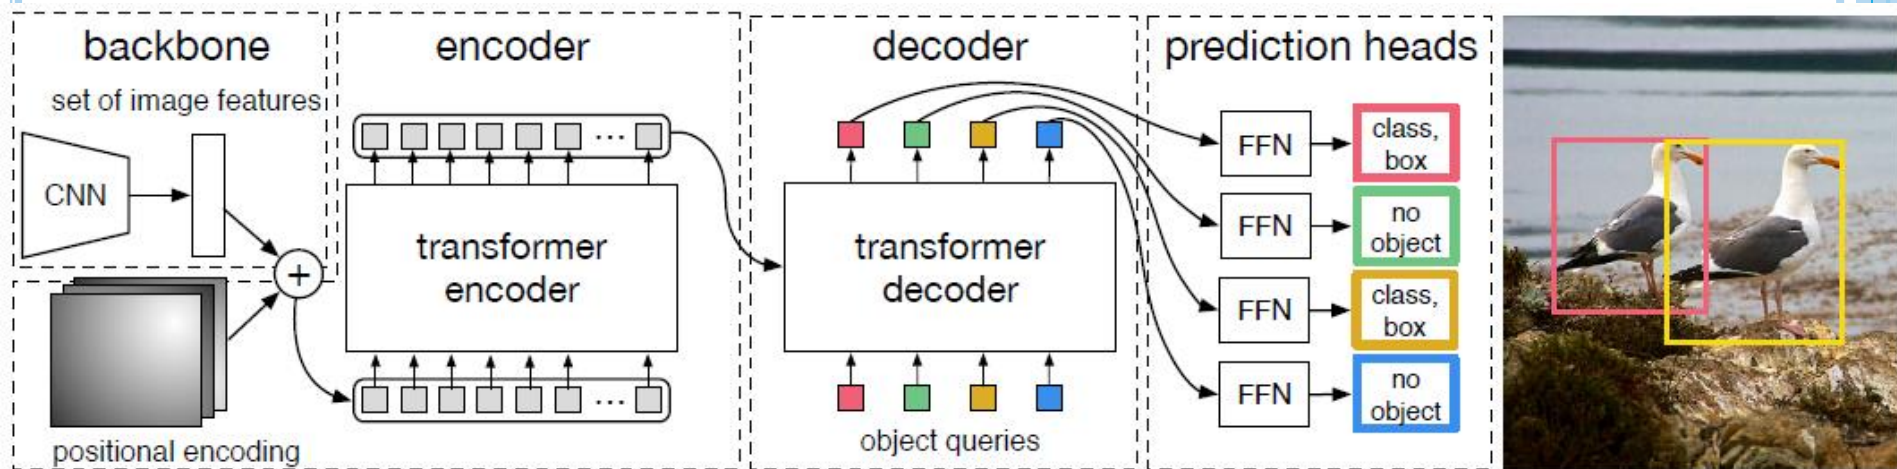 backbone
set of image features
CNN
+
positional encoding
encoder
...
transformer
encoder
...
decoder
transformer
decoder
object queries
prediction heads
FFN
class,
box
FFN
no
object
FFN
class,
box
FFN
no
object